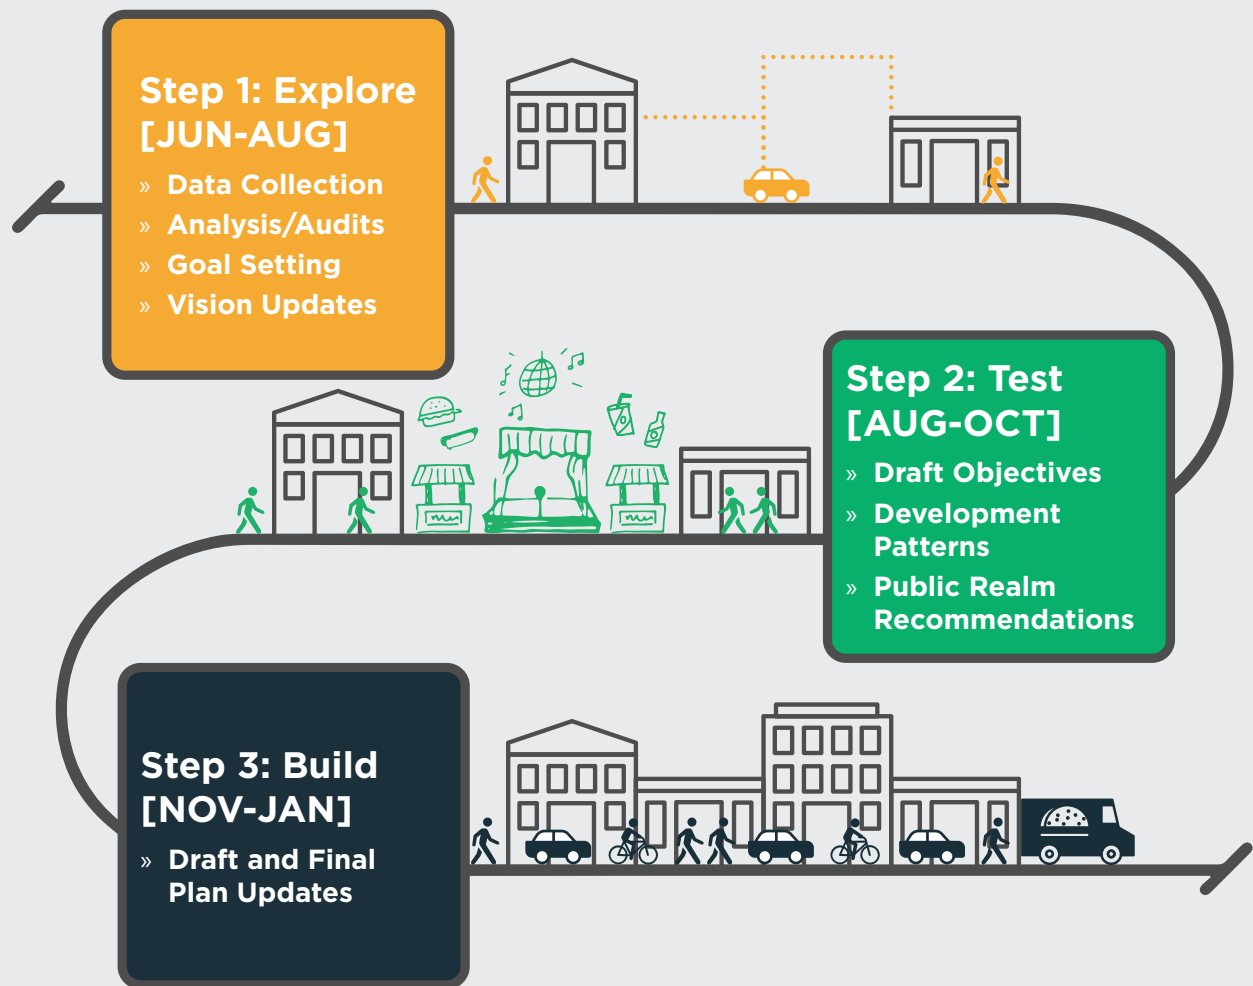 Step 1: Explore
[JUN-AUG]
» Data Collection
» Analysis/Audits
» Goal Setting
» Vision Updates
Step 2: Test
[AUG-OCT]
» Draft Objectives
» Development
Patterns
» Public Realm
Recommendations
Step 3: Build
[NOV-JAN]
» Draft and Final
Plan Updates